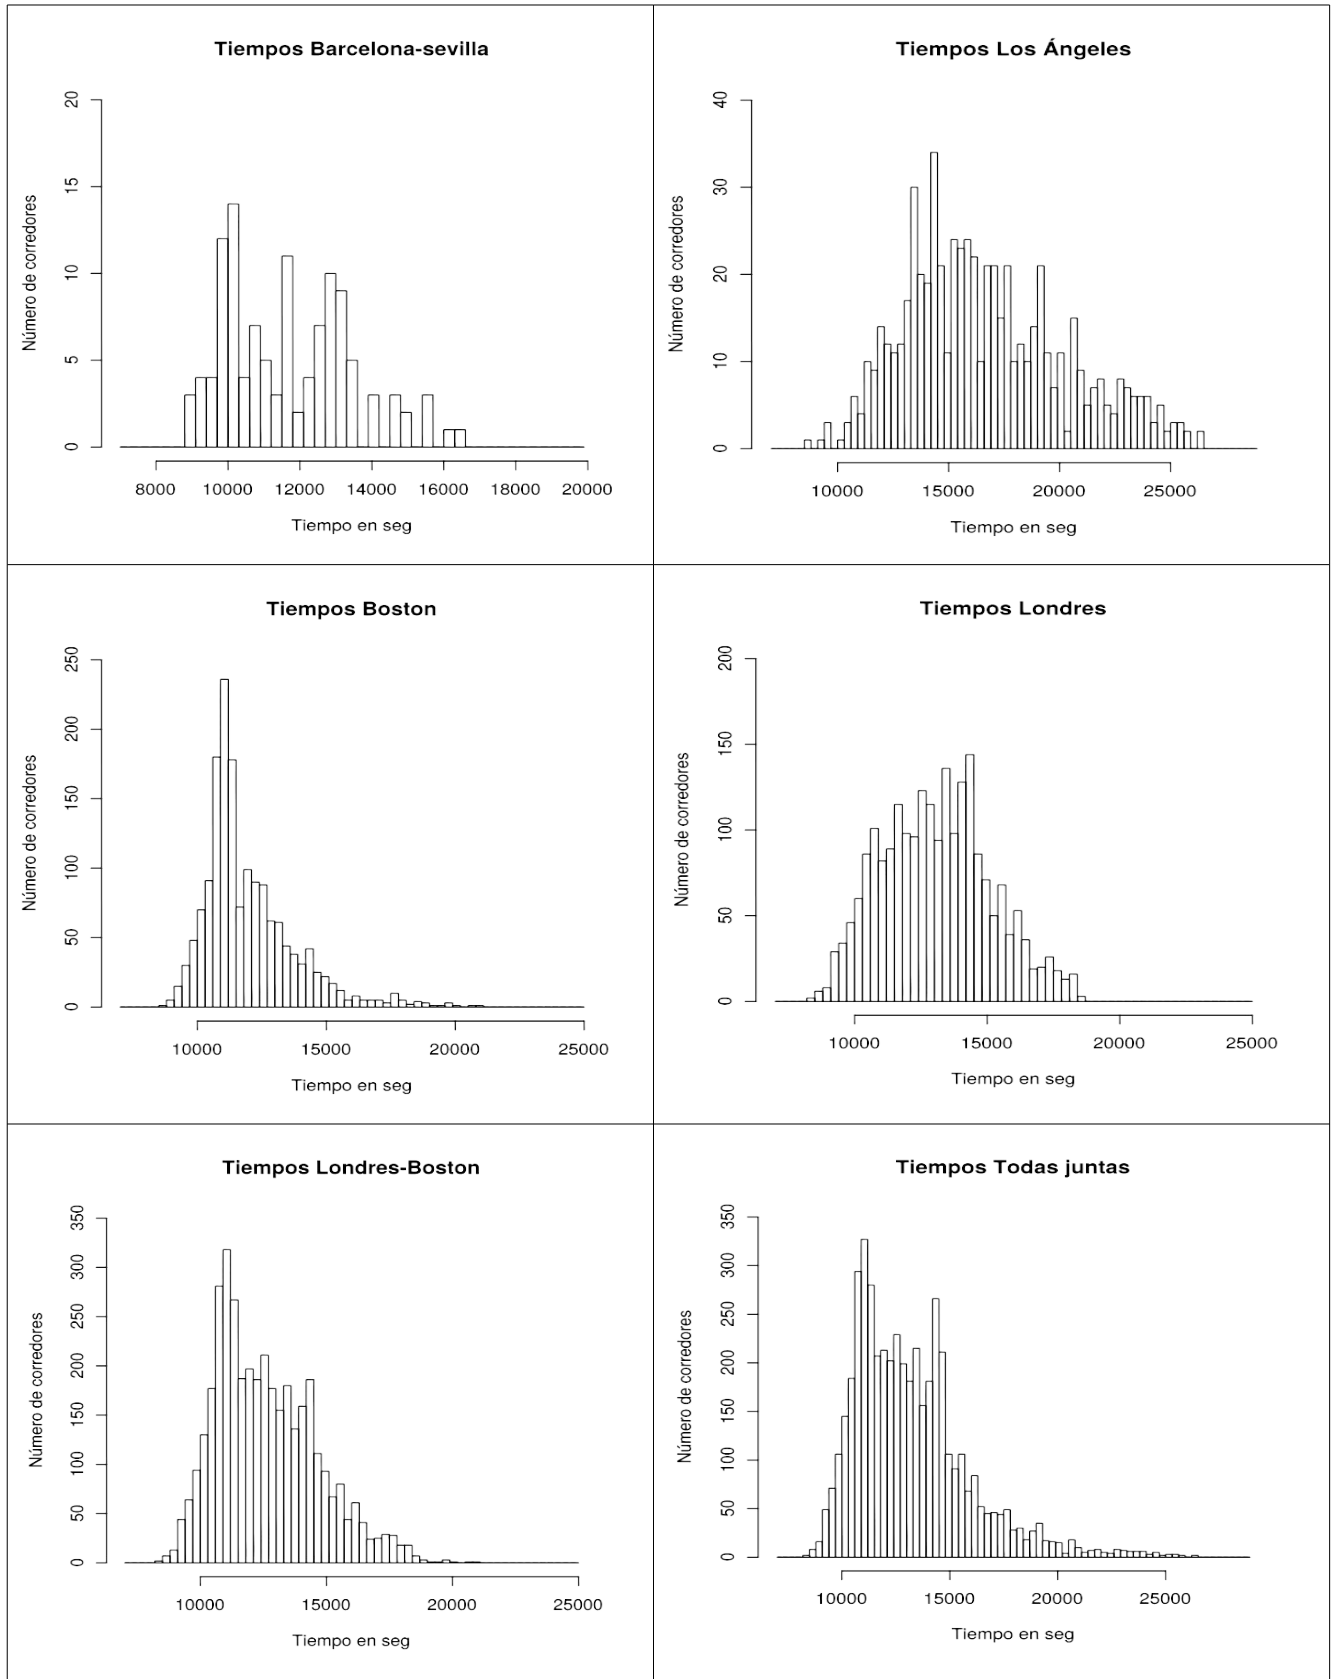 Tiempos Barcelona-sevilla
Número de corredores
20
15
10
5
0
8000 10000 12000 14000 16000 18000 20000
Tiempo en seg
Tiempos Los Ángeles
Número de corredores
40
30
20
10
0
10000 15000 20000 25000
Tiempo en seg
Tiempos Boston
Número de corredores
250
200
150
100
50
0
10000 15000 20000 25000
Tiempo en seg
Tiempos Londres
Número de corredores
200
150
100
50
0
10000 15000 20000 25000
Tiempo en seg
Tiempos Londres-Boston
Número de corredores
350
300
250
200
150
100
50
0
10000 15000 20000 25000
Tiempo en seg
Tiempos Todas juntas
Número de corredores
350
300
250
200
150
100
50
0
10000 15000 20000 25000
Tiempo en seg